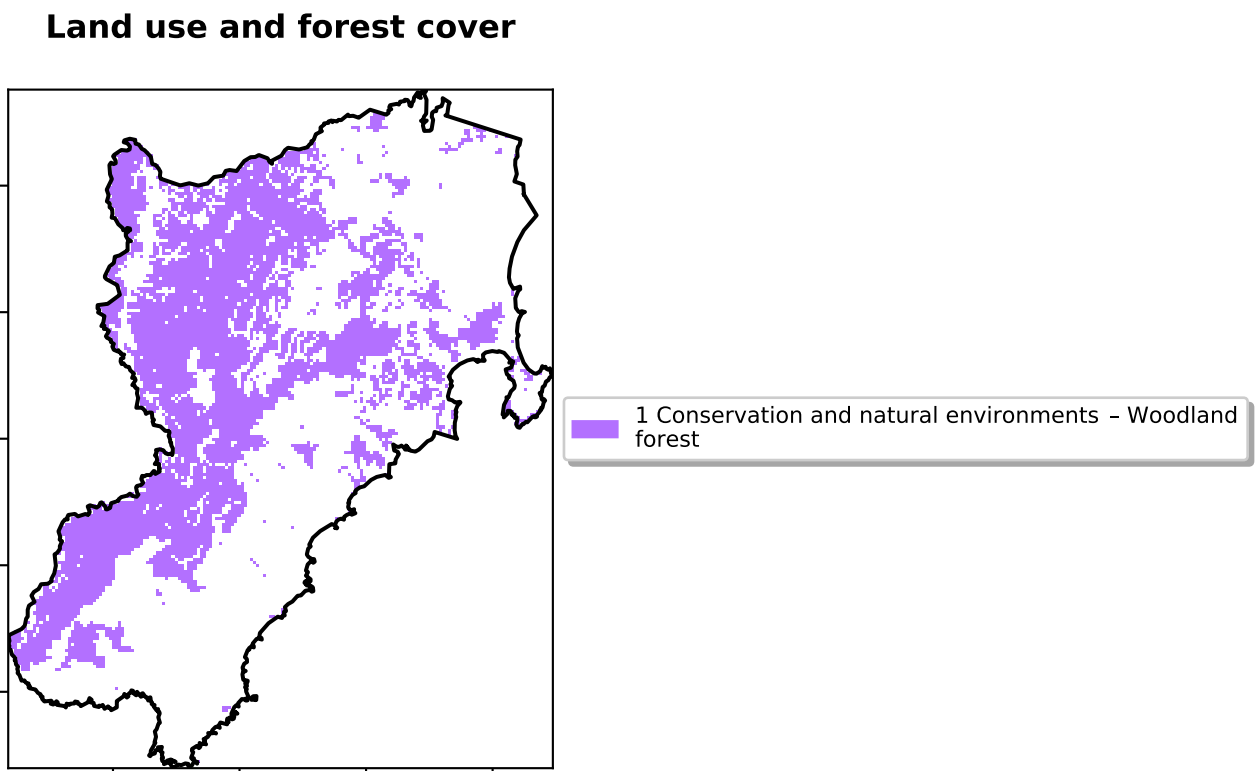 Land use and forest cover
1 Conservation and natural environments – Woodland
forest